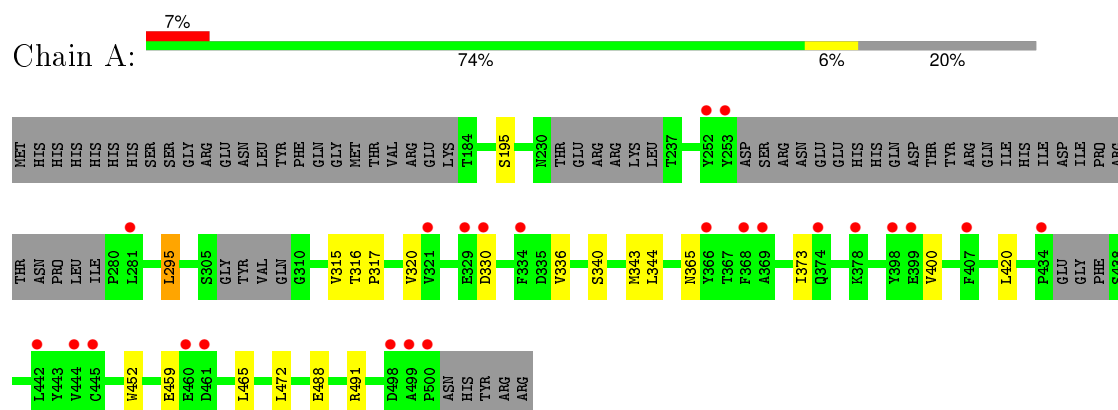 7%
Chain A:
74% 6% 20%
MET HIS HIS HIS HIS HIS HIS SER SER GLY ARG GLU ASN LEU TYR PHE GLN GLY MET THR VAL ARG GLU LYS T184 S195 N230 THR GLU ARG ARG LYS LEU T237 Y252 Y253 ASP SER ARG ASN GLU GLU HIS HIS GLN ASP THR TYR ARG GLN ILE HIS ILE ASP ILE PRO ARG
THR ASN PRO LEU ILE P280 L281 L295 S305 GLY TYR VAL GLN G310 V315 T316 P317 V320 V321 E329 D330 F334 D335 V336 S340 M343 L344 N365 Y366 T367 F368 A369 I373 Q374 K378 Y398 E399 V400 F407 L420 P434 GLU GLY PHE S438
L442 Y443 V444 C445 W452 E459 E460 D461 L465 L472 E488 R491 D498 A499 P500 ASN HIS TYR ARG ARG